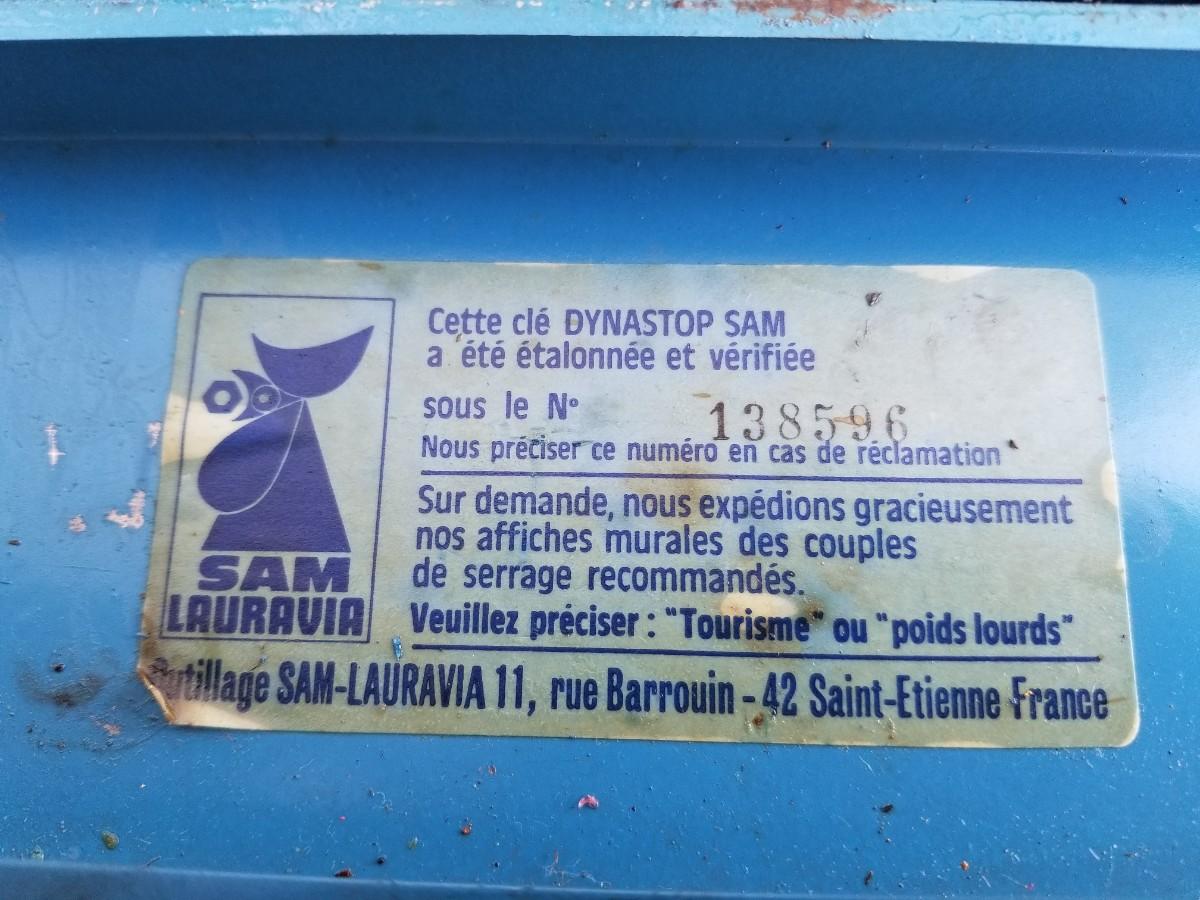 Cette clé DYNASTOP SAM
a été étalonnée et vérifiée
sous le N° 138596
Nous préciser ce numéro en cas de réclamation
Sur demande, nous expédions gracieusement
nos affiches murales des couples
de serrage recommandés.
Veuillez préciser : "Tourisme" ou "poids lourds"
SAM
LAURAVIA
Outillage SAM-LAURAVIA 11, rue Barrouin - 42 Saint-Etienne France